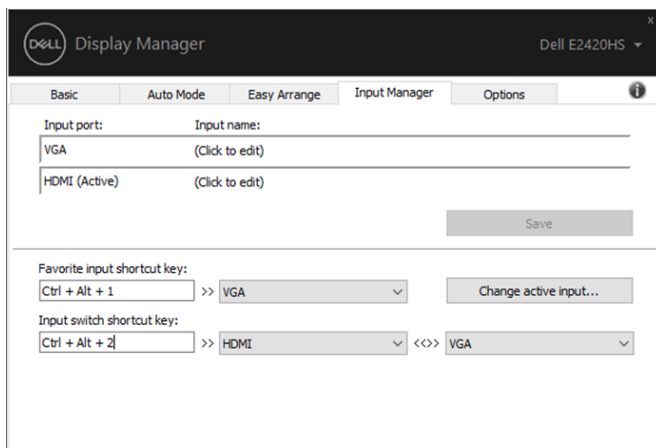 x
DELL Display Manager Dell E2420HS
Basic Auto Mode Easy Arrange Input Manager Options i
Input port: Input name:
VGA (Click to edit)
HDMI (Active) (Click to edit)
Save
Favorite input shortcut key:
Ctrl + Alt + 1 >> VGA Change active input...
Input switch shortcut key:
Ctrl + Alt + 2 >> HDMI <<>> VGA